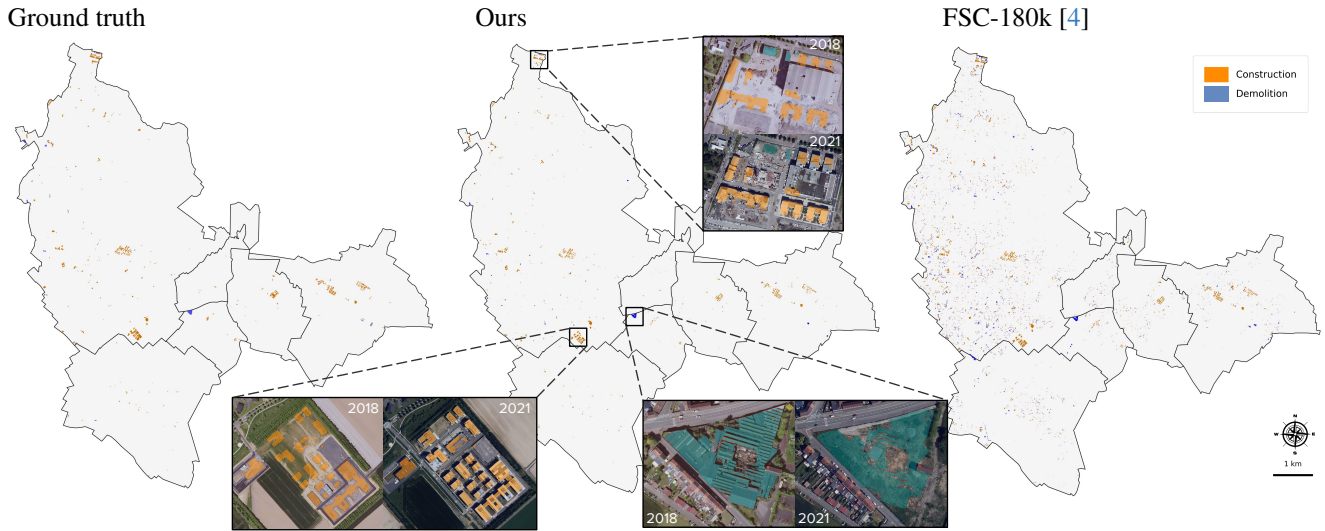 Ground truth
Ours
FSC-180k [4]
2018
2021
Construction
Demolition
2018
2021
2018
2021
N
W
E
S
1 km